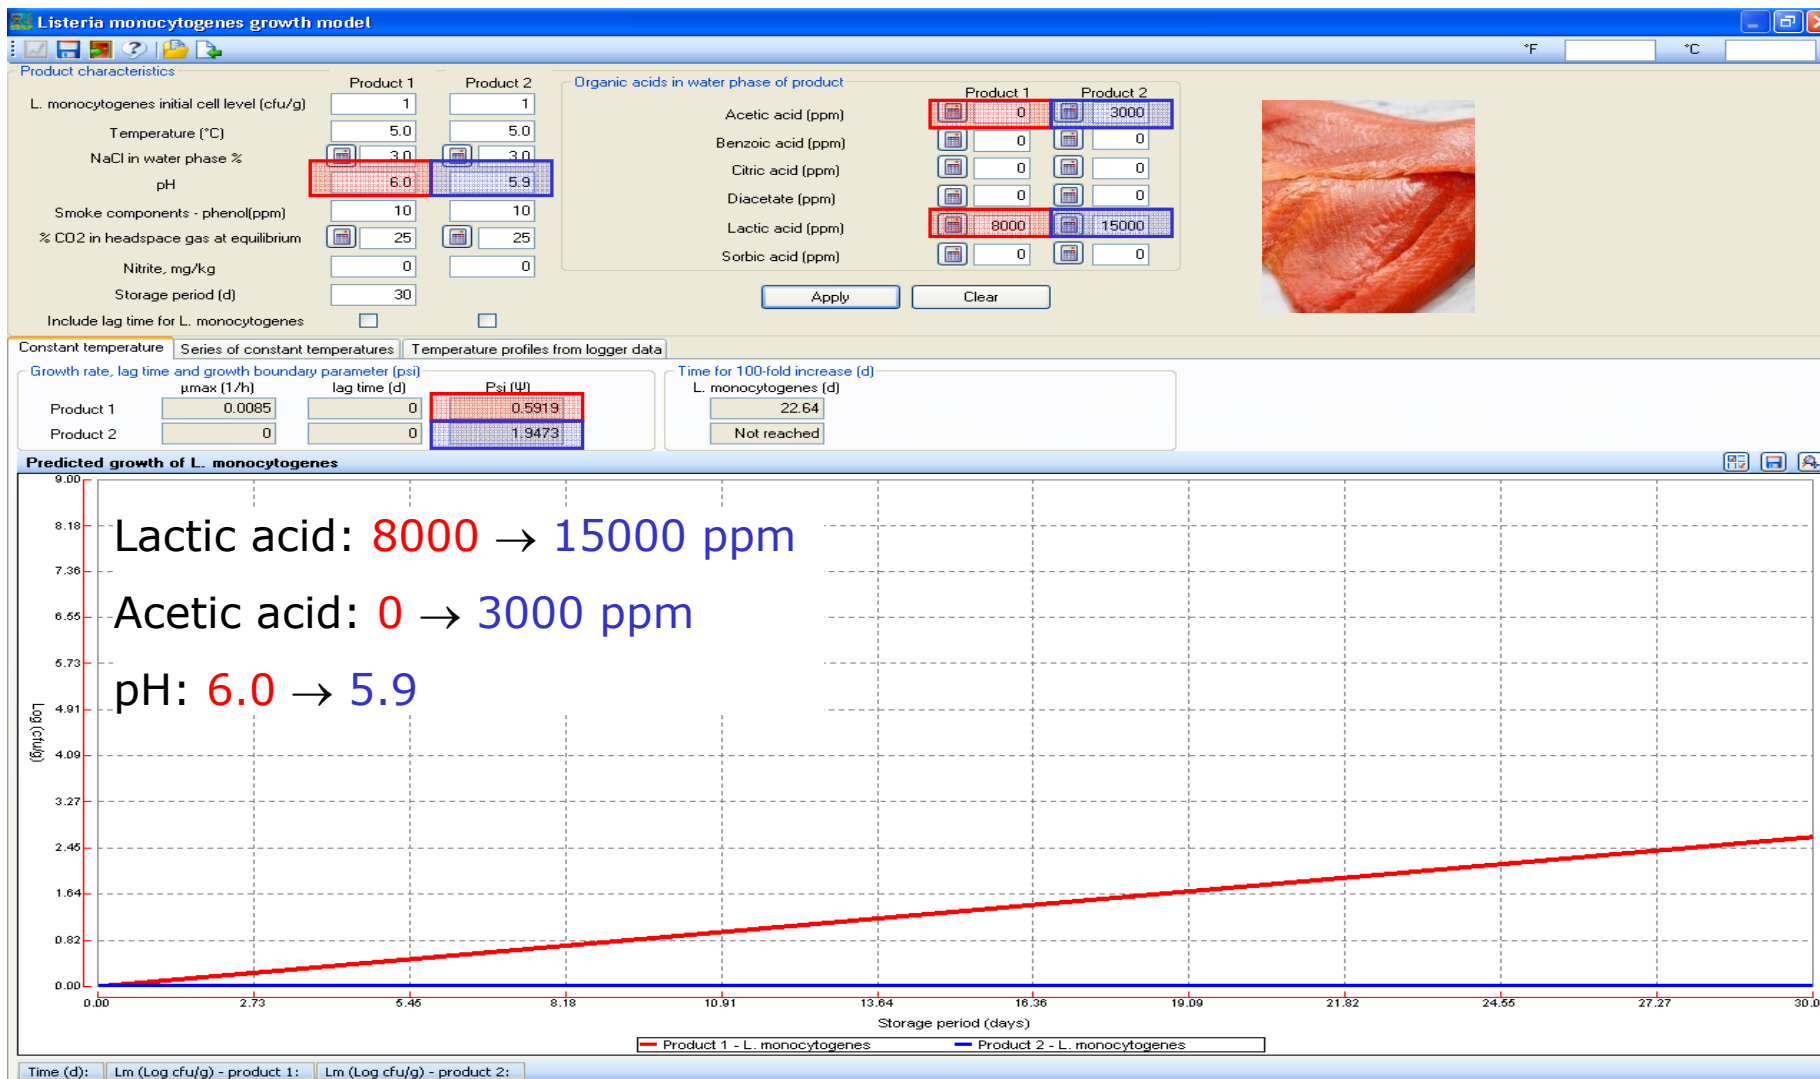 Listeria monocytogenes growth model
°F °C
Product characteristics
Product 1 Product 2
L. monocytogenes initial cell level (cfu/g) 1 1
Temperature (°C) 5.0 5.0
NaCl in water phase % 3.0 3.0
pH 6.0 5.9
Smoke components - phenol(ppm) 10 10
% CO2 in headspace gas at equilibrium 25 25
Nitrite, mg/kg 0 0
Storage period (d) 30
Include lag time for L. monocytogenes
Organic acids in water phase of product
Product 1 Product 2
Acetic acid (ppm) 0 3000
Benzoic acid (ppm) 0 0
Citric acid (ppm) 0 0
Diacetate (ppm) 0 0
Lactic acid (ppm) 8000 15000
Sorbic acid (ppm) 0 0
Apply Clear
Constant temperature Series of constant temperatures Temperature profiles from logger data
Growth rate, lag time and growth boundary parameter (psi)
µmax (1/h) lag time (d) Psi (Ψ)
Product 1 0.0085 0 0.5919
Product 2 0 0 1.9473
Time for 100-fold increase (d)
L. monocytogenes (d)
22.64
Not reached
Predicted growth of L. monocytogenes
Lactic acid: 8000 → 15000 ppm
Acetic acid: 0 → 3000 ppm
pH: 6.0 → 5.9
Log (cfu/g)
9.00
8.18
7.36
6.55
5.73
4.91
4.09
3.27
2.45
1.64
0.82
0.00
0.00 2.73 5.45 8.18 10.91 13.64 16.36 19.09 21.82 24.55 27.27 30.0
Storage period (days)
Product 1 - L. monocytogenes Product 2 - L. monocytogenes
Time (d): Lm (Log cfu/g) - product 1: Lm (Log cfu/g) - product 2: